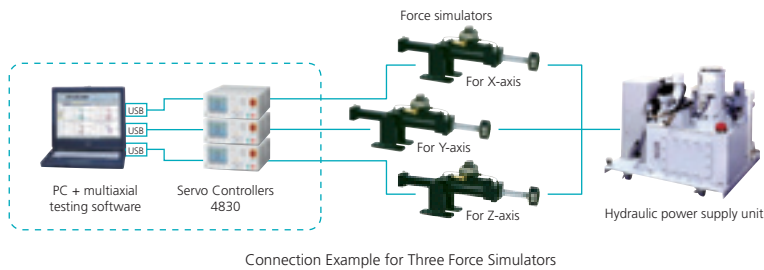 Force simulators
For X-axis
USB
USB
For Y-axis
USB
PC + multiaxial
testing software
Servo Controllers
4830
For Z-axis
Hydraulic power supply unit
Connection Example for Three Force Simulators